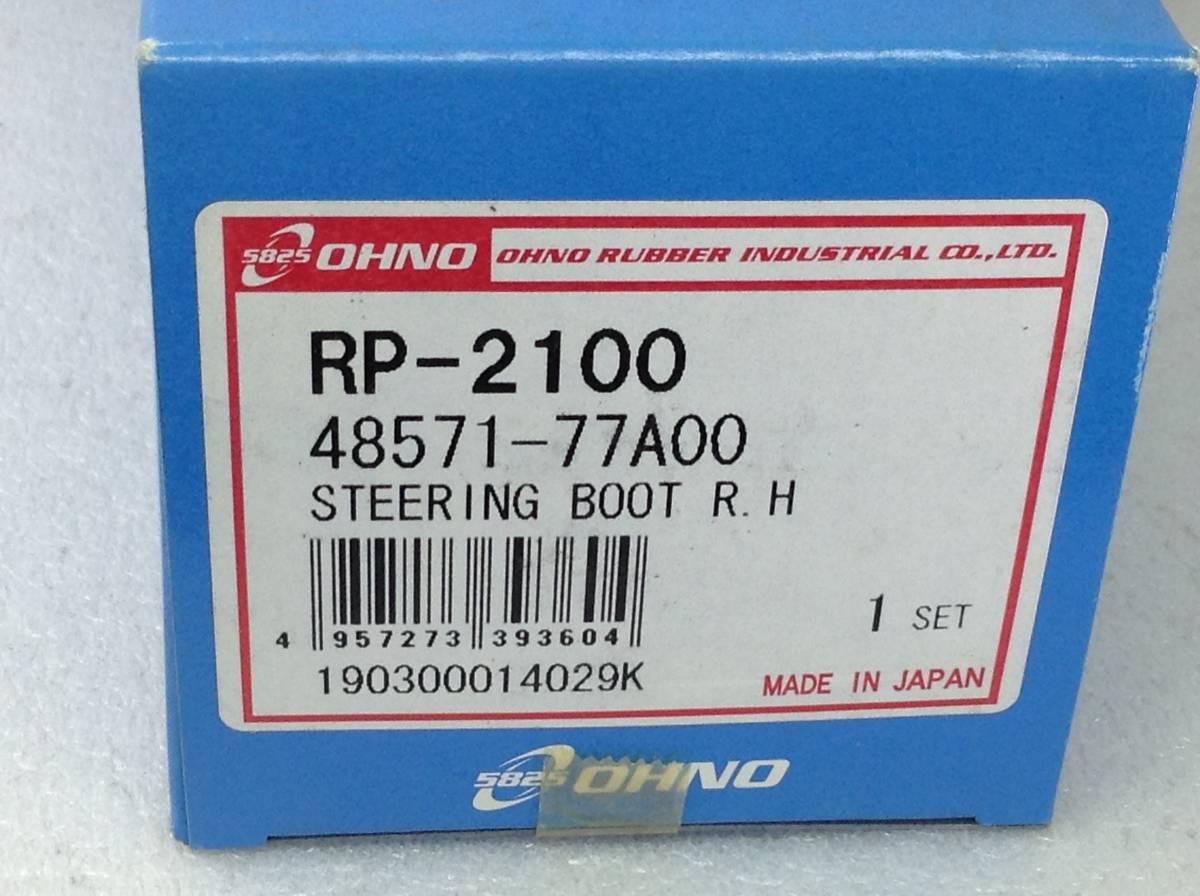 5825 OHNO OHNO RUBBER INDUSTRIAL CO.,LTD.
RP-2100
48571-77A00
STEERING BOOT R.H
4 957273 393604
1 SET
190300014029K
MADE IN JAPAN
5825 OHNO